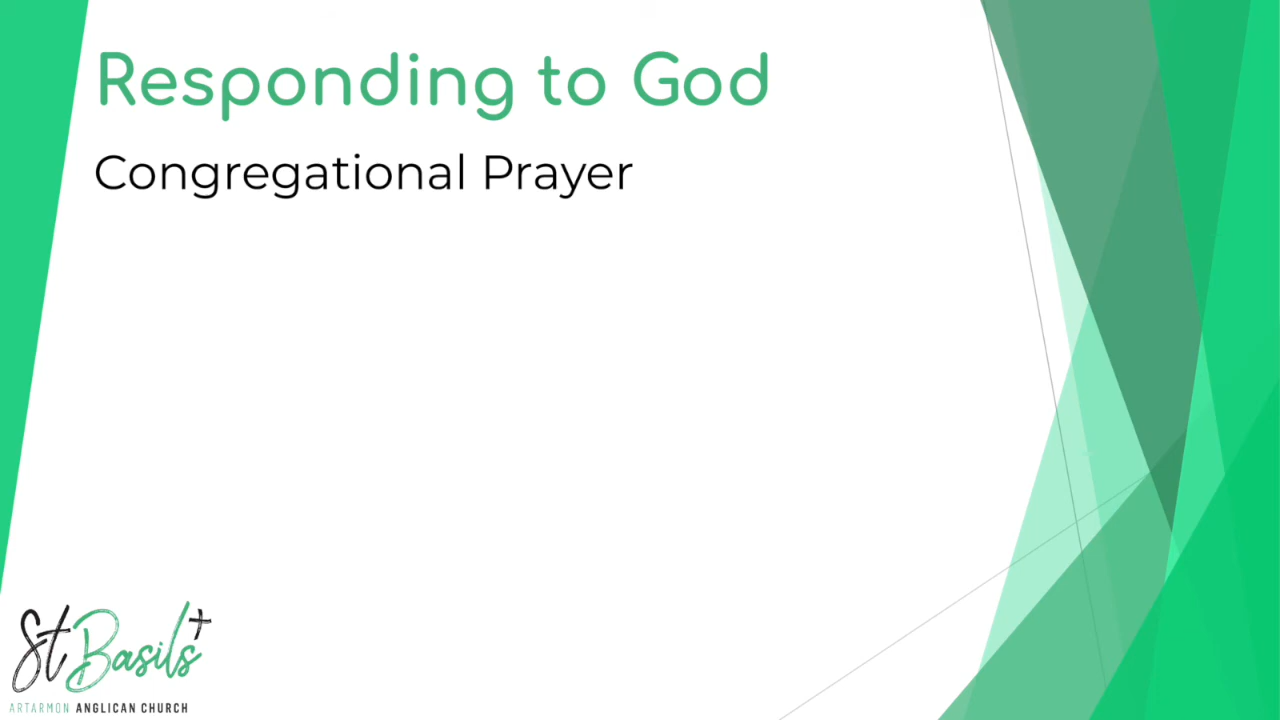 Responding to God
Congregational Prayer
St Basils
ARTARMON ANGLICAN CHURCH